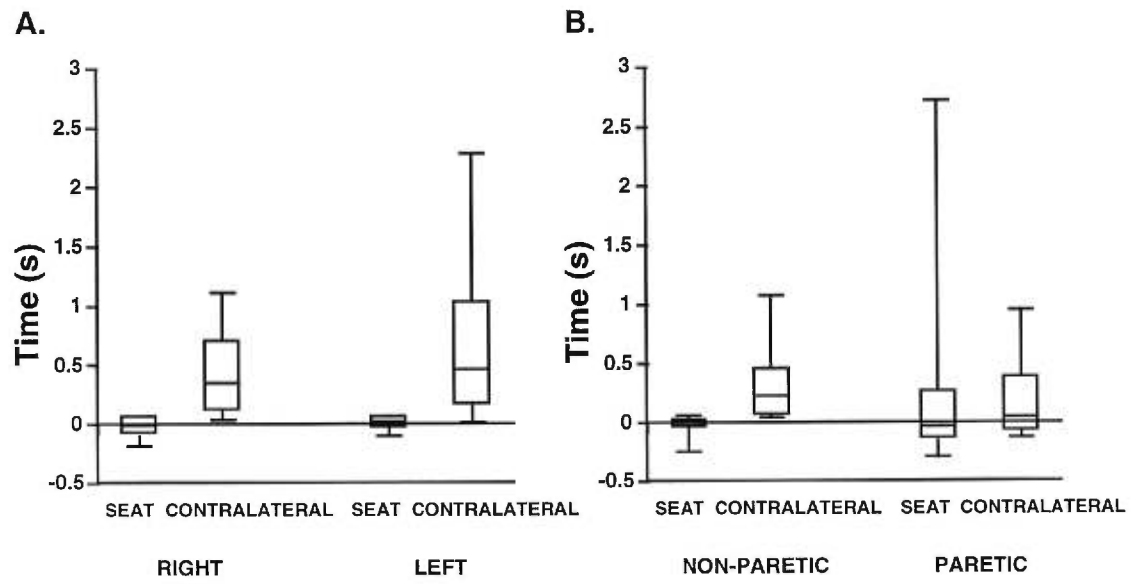 A.
Time (s)
3
2.5
2
1.5
1
0.5
0
-0.5
SEAT CONTRALATERAL SEAT CONTRALATERAL
RIGHT LEFT
B.
Time (s)
3
2.5
2
1.5
1
0.5
0
-0.5
SEAT CONTRALATERAL SEAT CONTRALATERAL
NON-PARETIC PARETIC